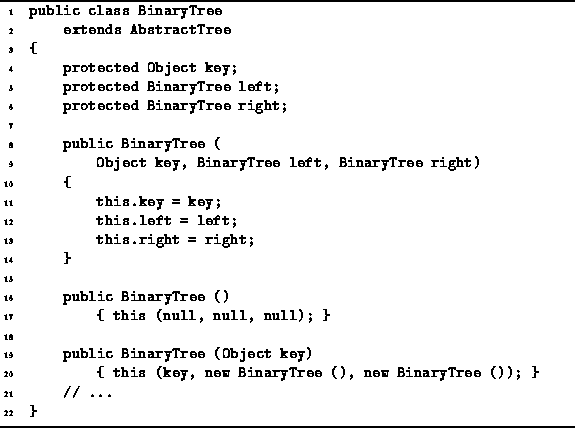 1 public class BinaryTree
2     extends AbstractTree
3 {
4     protected Object key;
5     protected BinaryTree left;
6     protected BinaryTree right;
7
8     public BinaryTree (
9         Object key, BinaryTree left, BinaryTree right)
10     {
11         this.key = key;
12         this.left = left;
13         this.right = right;
14     }
15
16     public BinaryTree ()
17         { this (null, null, null); }
18
19     public BinaryTree (Object key)
20         { this (key, new BinaryTree (), new BinaryTree ()); }
21     // ...
22 }